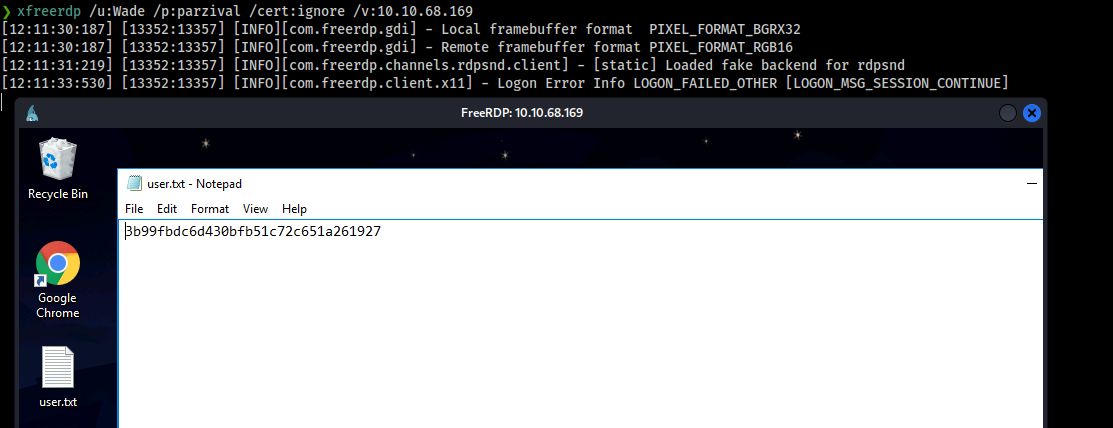 ❯ xfreerdp /u:Wade /p:parzival /cert:ignore /v:10.10.68.169
[12:11:30:187] [13352:13357] [INFO][com.freerdp.gdi] - Local framebuffer format  PIXEL_FORMAT_BGRX32
[12:11:30:187] [13352:13357] [INFO][com.freerdp.gdi] - Remote framebuffer format PIXEL_FORMAT_RGB16
[12:11:31:219] [13352:13357] [INFO][com.freerdp.channels.rdpsnd.client] - [static] Loaded fake backend for rdpsnd
[12:11:33:530] [13352:13357] [INFO][com.freerdp.client.x11] - Logon Error Info LOGON_FAILED_OTHER [LOGON_MSG_SESSION_CONTINUE]
FreeRDP: 10.10.68.169
Recycle Bin
user.txt - Notepad
File Edit Format View Help
3b99fbdc6d430bfb51c72c651a261927
Google
Chrome
user.txt